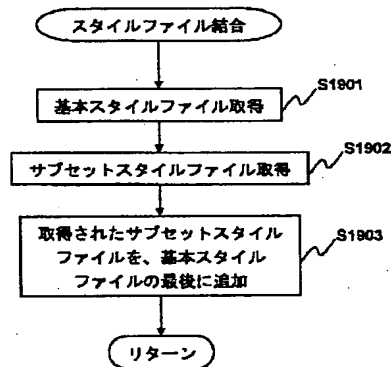 スタイルファイル結合
S1901
基本スタイルファイル取得
S1902
サブセットスタイルファイル取得
S1903
取得されたサブセットスタイル
ファイルを、基本スタイル
ファイルの最後に追加
リターン